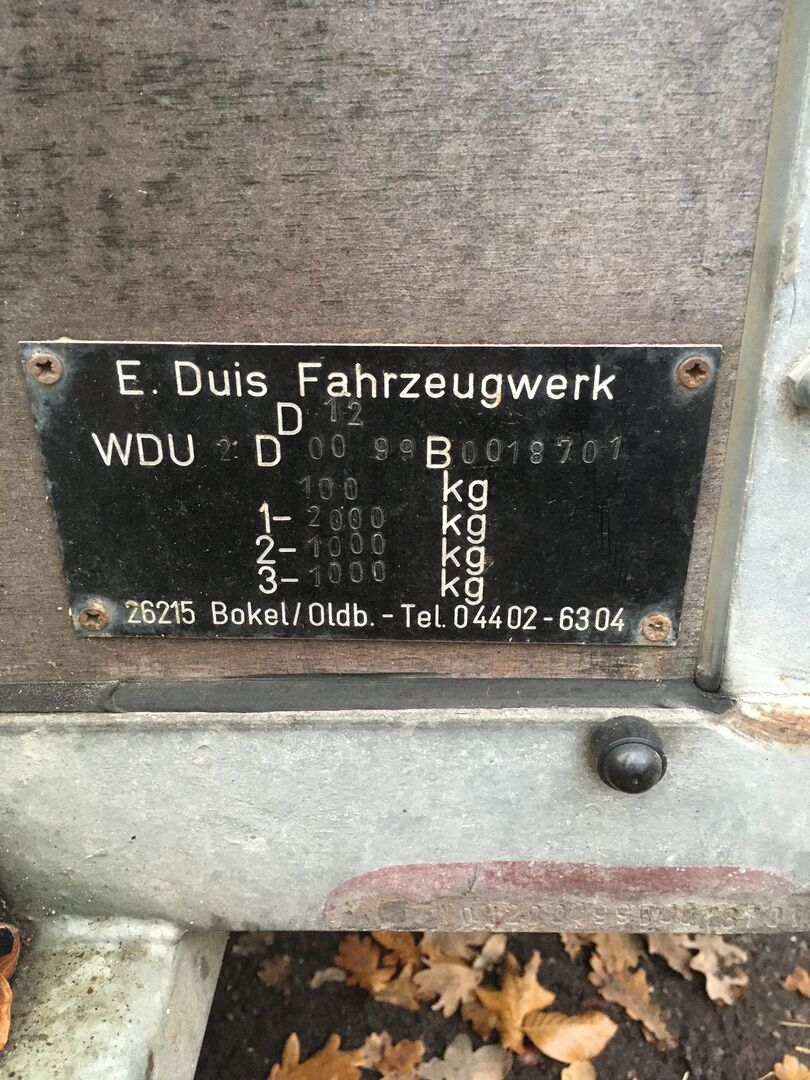 E. Duis Fahrzeugwerk
D 12
WDU 2 D 00 99 B0018701
100 kg
1- 2000 kg
2- 1000 kg
3- 1000 kg
26215 Bokel/Oldb. - Tel. 04402-6304